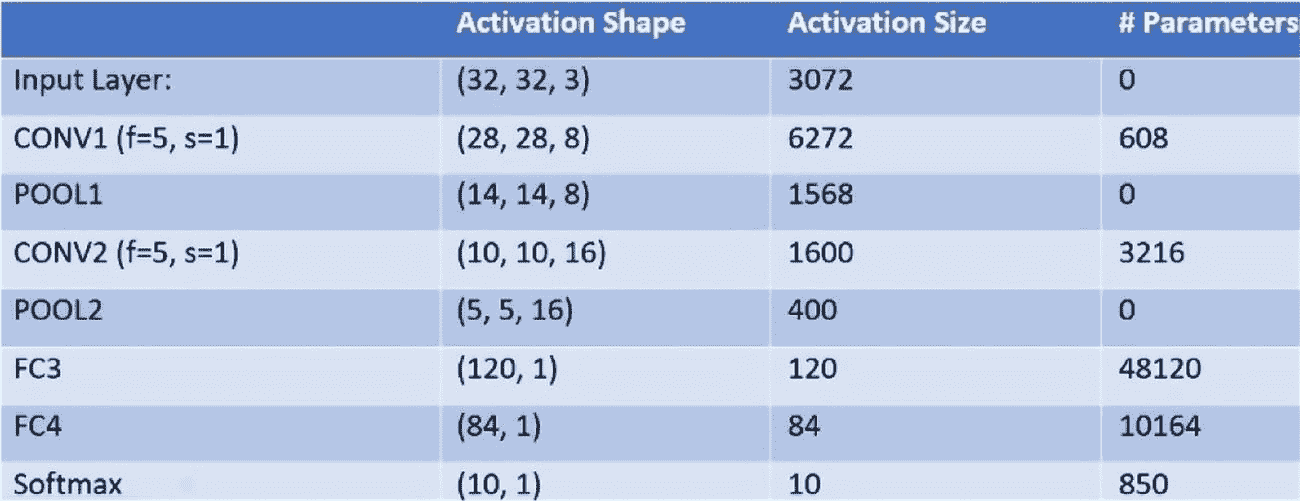 Activation Shape Activation Size # Parameters
Input Layer: (32, 32, 3) 3072 0
CONV1 (f=5, s=1) (28, 28, 8) 6272 608
POOL1 (14, 14, 8) 1568 0
CONV2 (f=5, s=1) (10, 10, 16) 1600 3216
POOL2 (5, 5, 16) 400 0
FC3 (120, 1) 120 48120
FC4 (84, 1) 84 10164
Softmax (10, 1) 10 850